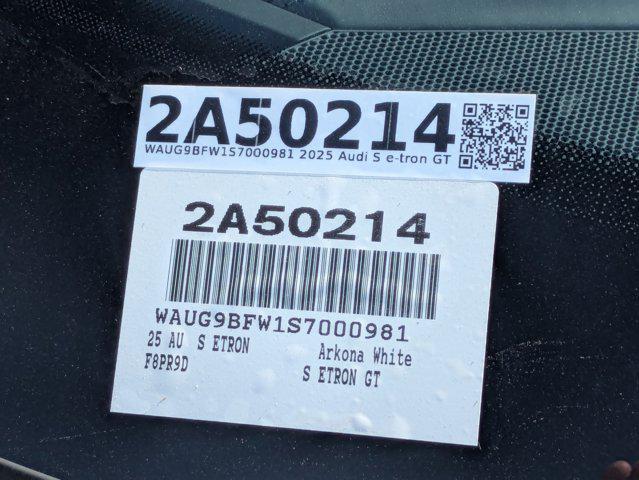 2A50214
WAUG9BFW1S7000981 2025 Audi S e-tron GT
2A50214
WAUG9BFW1S7000981
25 AU S ETRON Arkona White
F8PR9D S ETRON GT